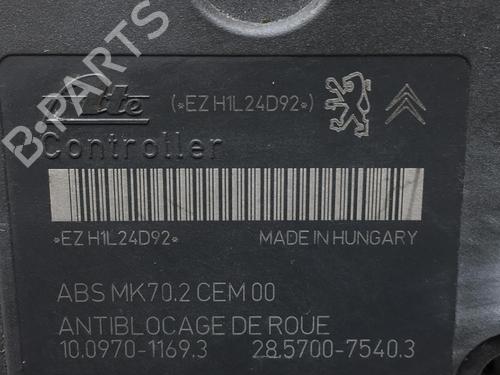 B-PARTS
Ate (*EZ H1L24D92*)
Controller
*EZ H1L24D92* MADE IN HUNGARY
ABS MK70.2 CEM 00
ANTIBLOCAGE DE ROUE
10.0970-1169.3 28.5700-7540.3